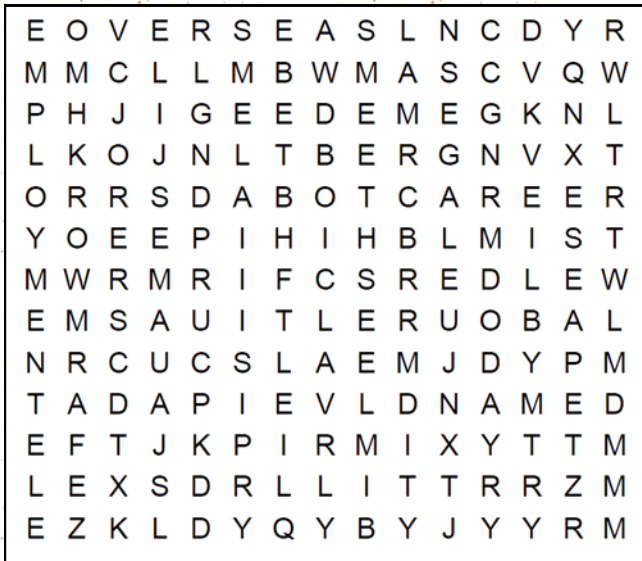 E O V E R S E A S L N C D Y R
M M C L L M B W M A S C V Q W
P H J I G E E D E M E G K N L
L K O J N L T B E R G N V X T
O R R S D A B O T C A R E E R
Y O E E P I H I H B L M I S T
M W R M R I F C S R E D L E W
E M S A U I T L E R U O B A L
N R C U C S L A E M J D Y P M
T A D A P I E V L D N A M E D
E F T J K P I R M I X Y T T M
L E X S D R L L I T T R R Z M
E Z K L D Y Q Y B Y J Y Y R M